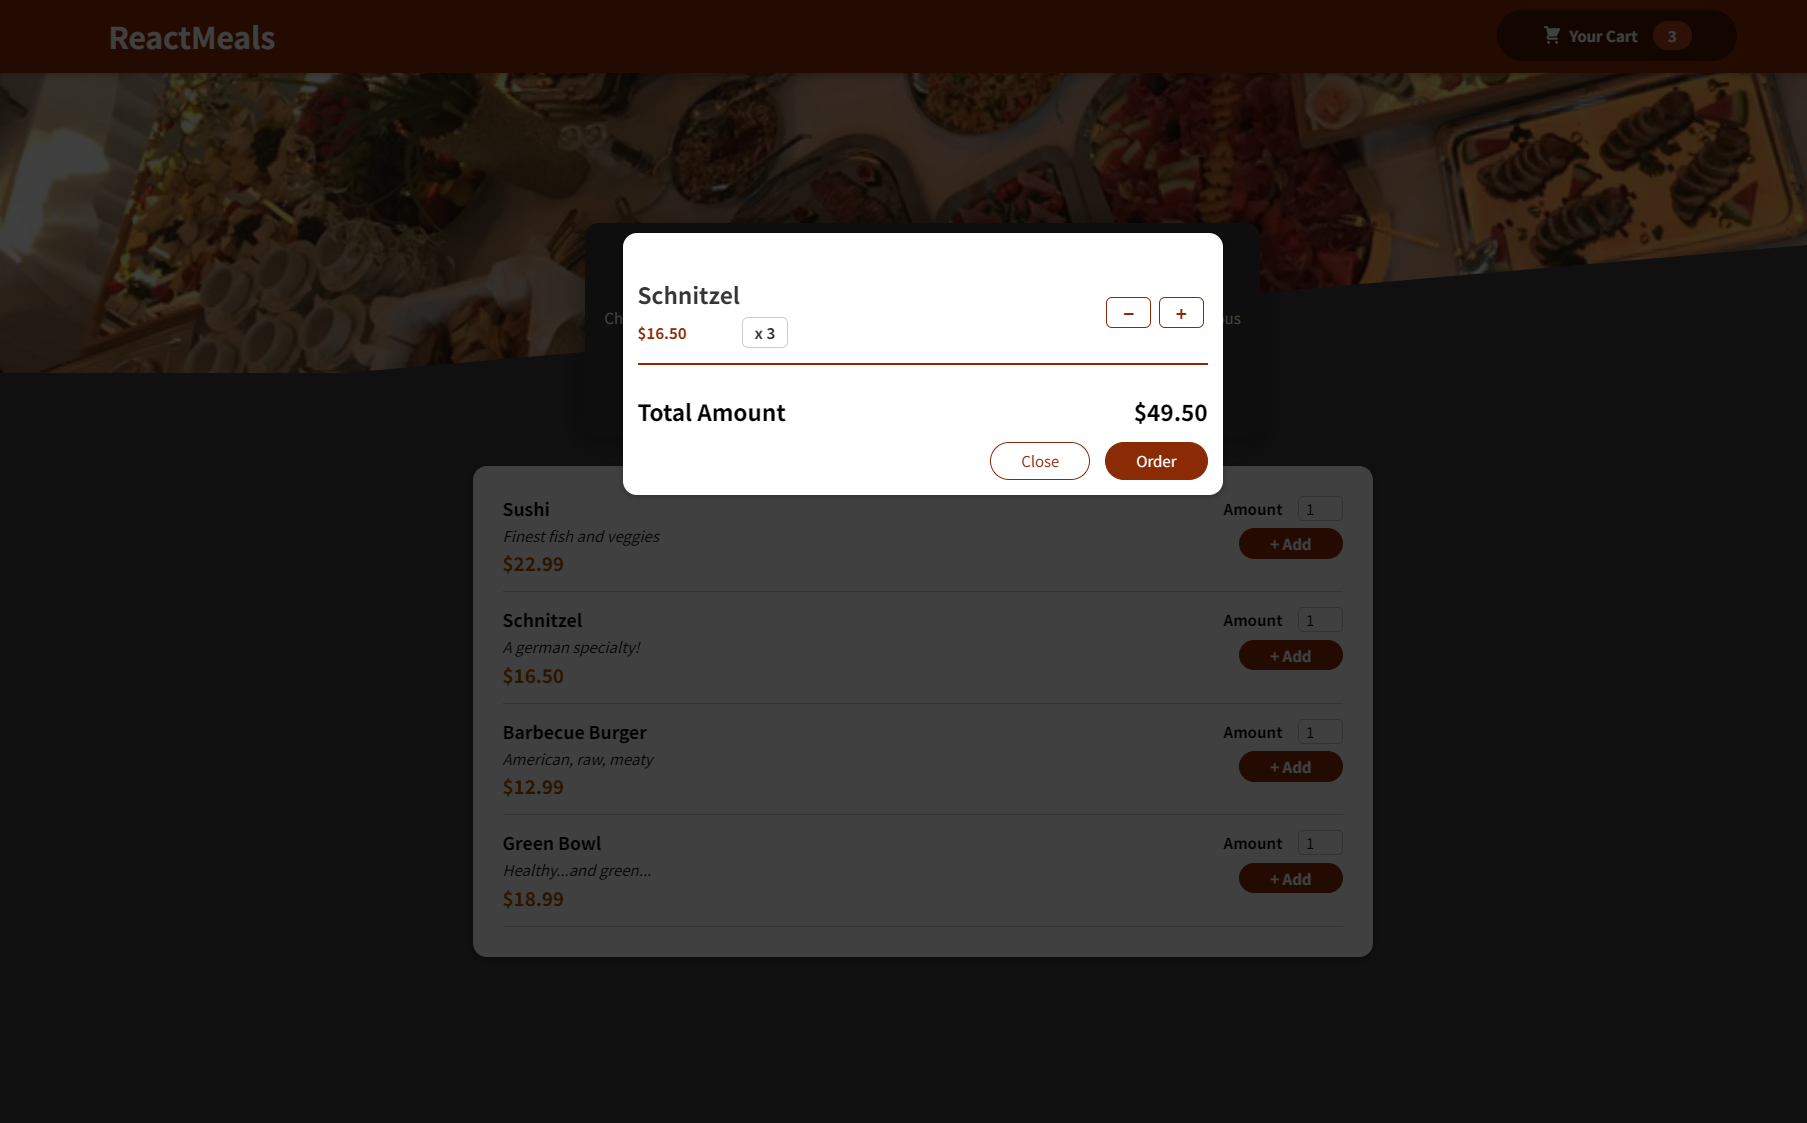 ReactMeals
Your Cart 3
Schnitzel
$16.50 x 3
− +
Total Amount $49.50
Close Order
Sushi
Finest fish and veggies
$22.99
Amount 1
+ Add
Schnitzel
A german specialty!
$16.50
Amount 1
+ Add
Barbecue Burger
American, raw, meaty
$12.99
Amount 1
+ Add
Green Bowl
Healthy...and green...
$18.99
Amount 1
+ Add